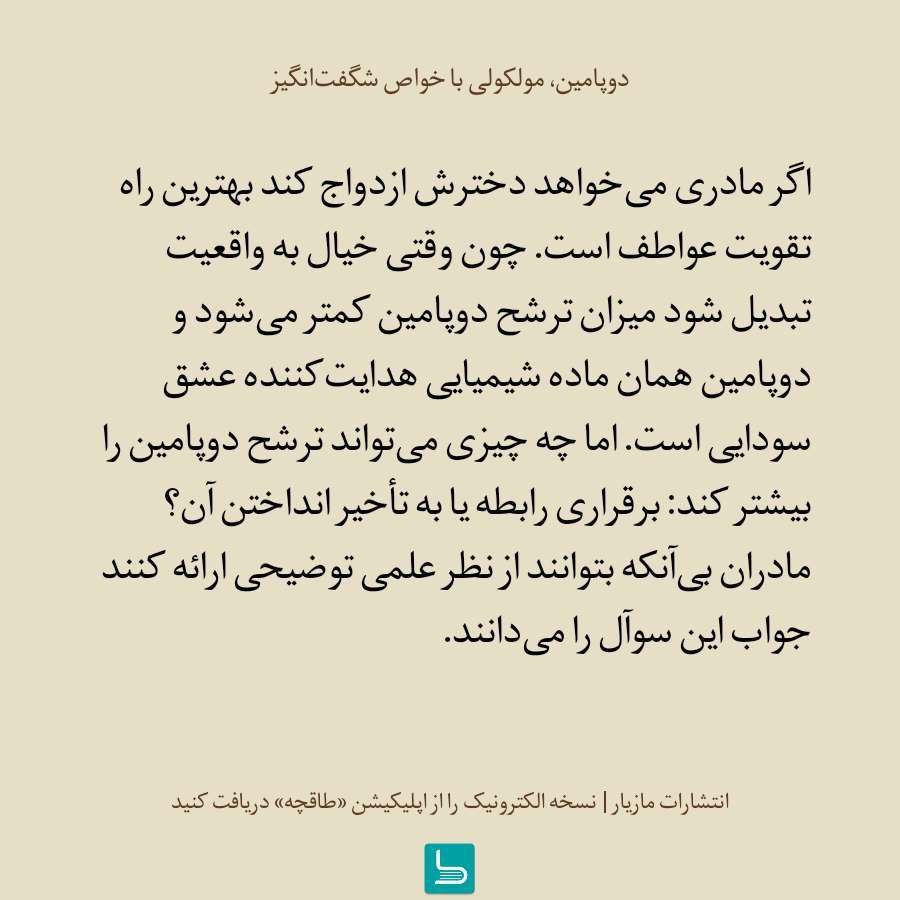 دوپامین، مولکولی با خواص شگفت‌انگیز
اگر مادری می‌خواهد دخترش ازدواج کند بهترین راه
تقویت عواطف است. چون وقتی خیال به واقعیت
تبدیل شود میزان ترشح دوپامین کمتر می‌شود و
دوپامین همان ماده شیمیایی هدایت‌کننده عشق
سودایی است. اما چه چیزی می‌تواند ترشح دوپامین را
بیشتر کند: برقراری رابطه یا به تأخیر انداختن آن؟
مادران بی‌آنکه بتوانند از نظر علمی توضیحی ارائه کنند
جواب این سوآل را می‌دانند.
انتشارات مازیار | نسخه الکترونیک را از اپلیکیشن «طاقچه» دریافت کنید